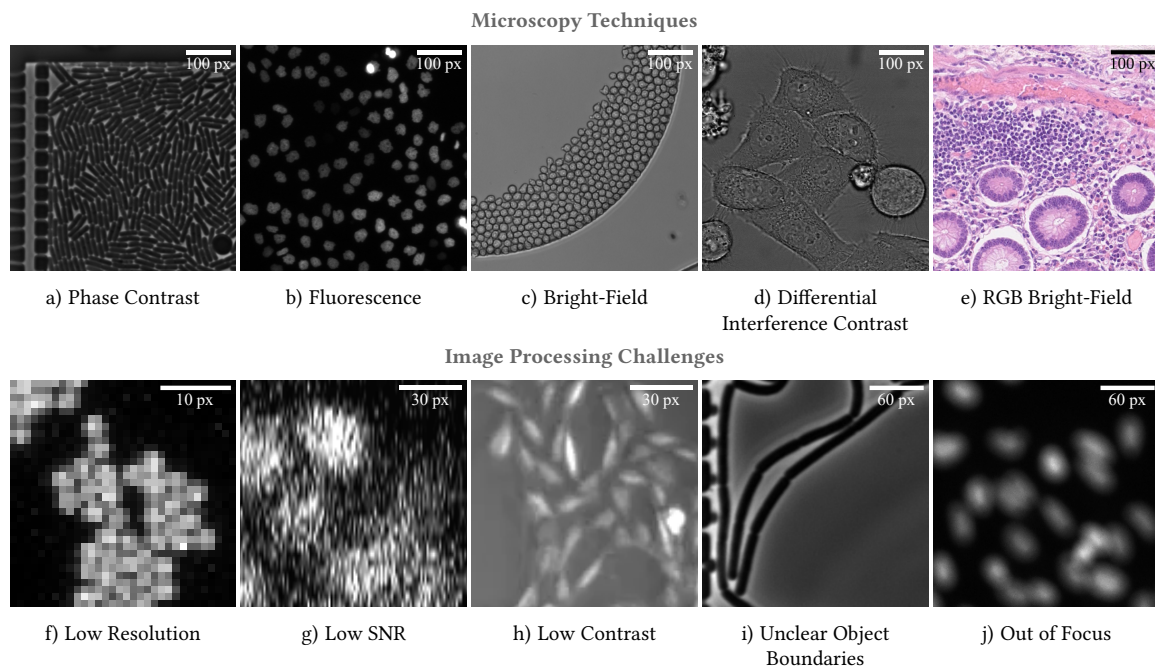 Microscopy Techniques
100 px
100 px
100 px
100 px
100 px
a) Phase Contrast
b) Fluorescence
c) Bright-Field
d) Differential
Interference Contrast
e) RGB Bright-Field
Image Processing Challenges
10 px
30 px
30 px
60 px
60 px
f) Low Resolution
g) Low SNR
h) Low Contrast
i) Unclear Object
Boundaries
j) Out of Focus